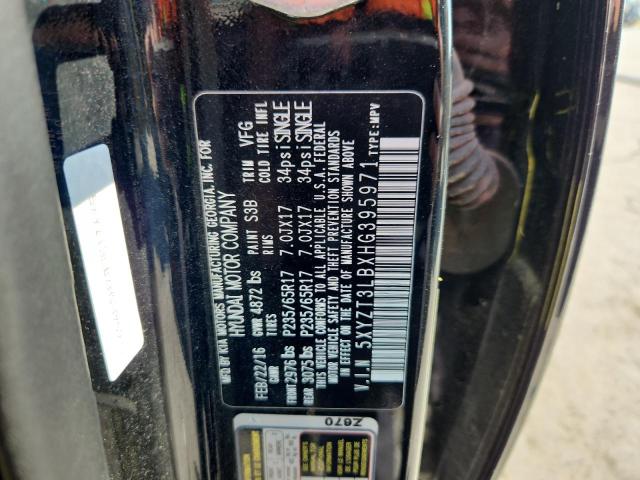 MFD BY KIA MOTORS MANUFACTURING GEORGIA, INC. FOR
HYUNDAI MOTOR COMPANY
FEB/22/16 GVWR 4872 lbs PAINT S3B TRIM VFG
GAWR TIRES RIMS COLD TIRE INFL
FRONT 2976 lbs P235/65R17 7.0JX17 34psi SINGLE
REAR 3075 lbs P235/65R17 7.0JX17 34psi SINGLE
THIS VEHICLE CONFORMS TO ALL APPLICABLE U.S.A. FEDERAL
MOTOR VEHICLE SAFETY AND THEFT PREVENTION
STANDARDS IN EFFECT ON THE DATE OF
MANUFACTURE SHOWN ABOVE.
V.I.N 5XYZT3LBXHG395971 TYPE:MPV
Z670